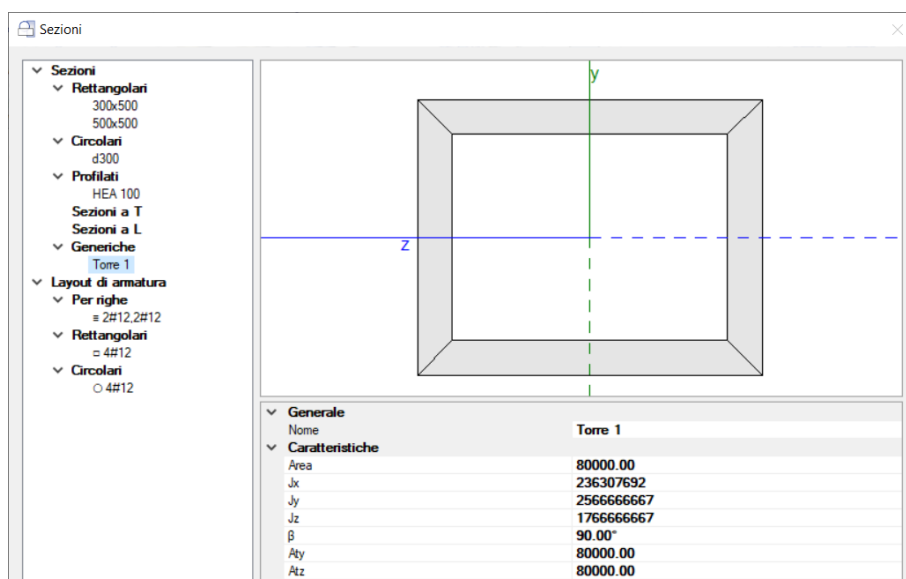 Sezioni
Sezioni
Rettangolari
300x500
500x500
Circolari
d300
Profilati
HEA 100
Sezioni a T
Sezioni a L
Generiche
Torre 1
Layout di armatura
Per righe
2#12,2#12
Rettangolari
4#12
Circolari
4#12
y
z
Generale
Nome Torre 1
Caratteristiche
Area 80000.00
Jx 236307692
Jy 2566666667
Jz 1766666667
β 90.00°
Aty 80000.00
Atz 80000.00